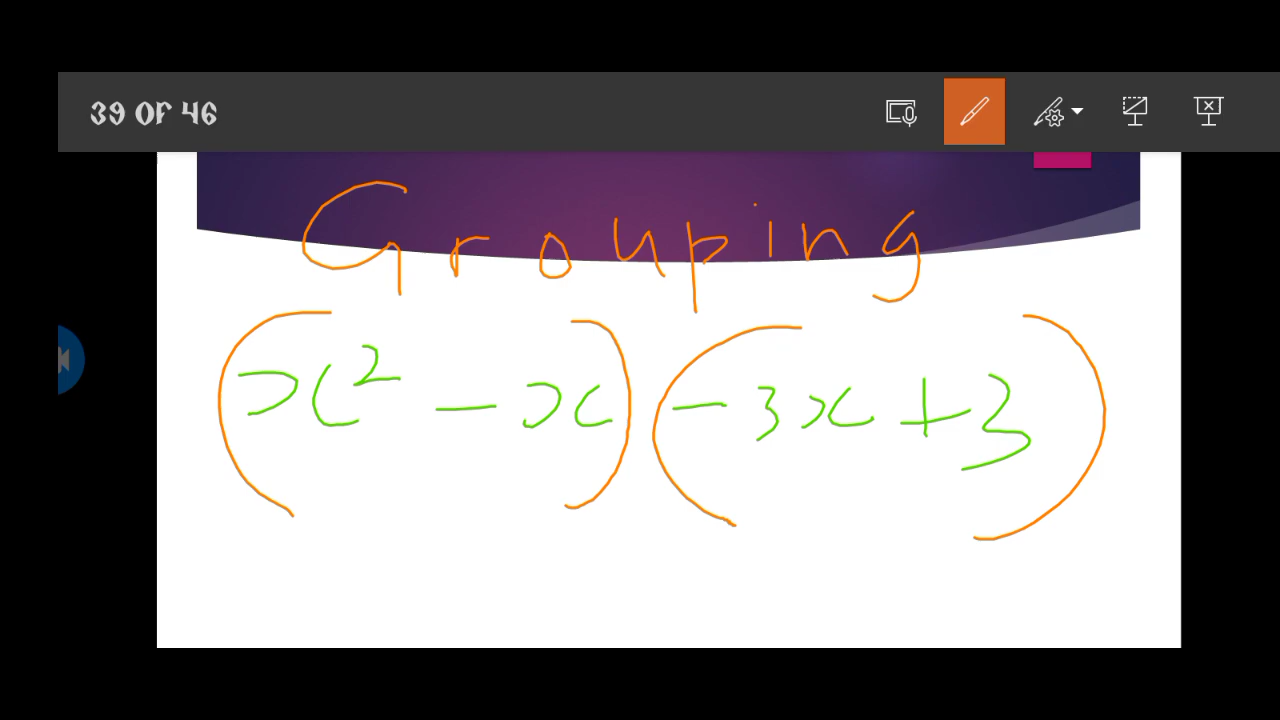 39 OF 46
Grouping
(x² - x)(-3x+3)